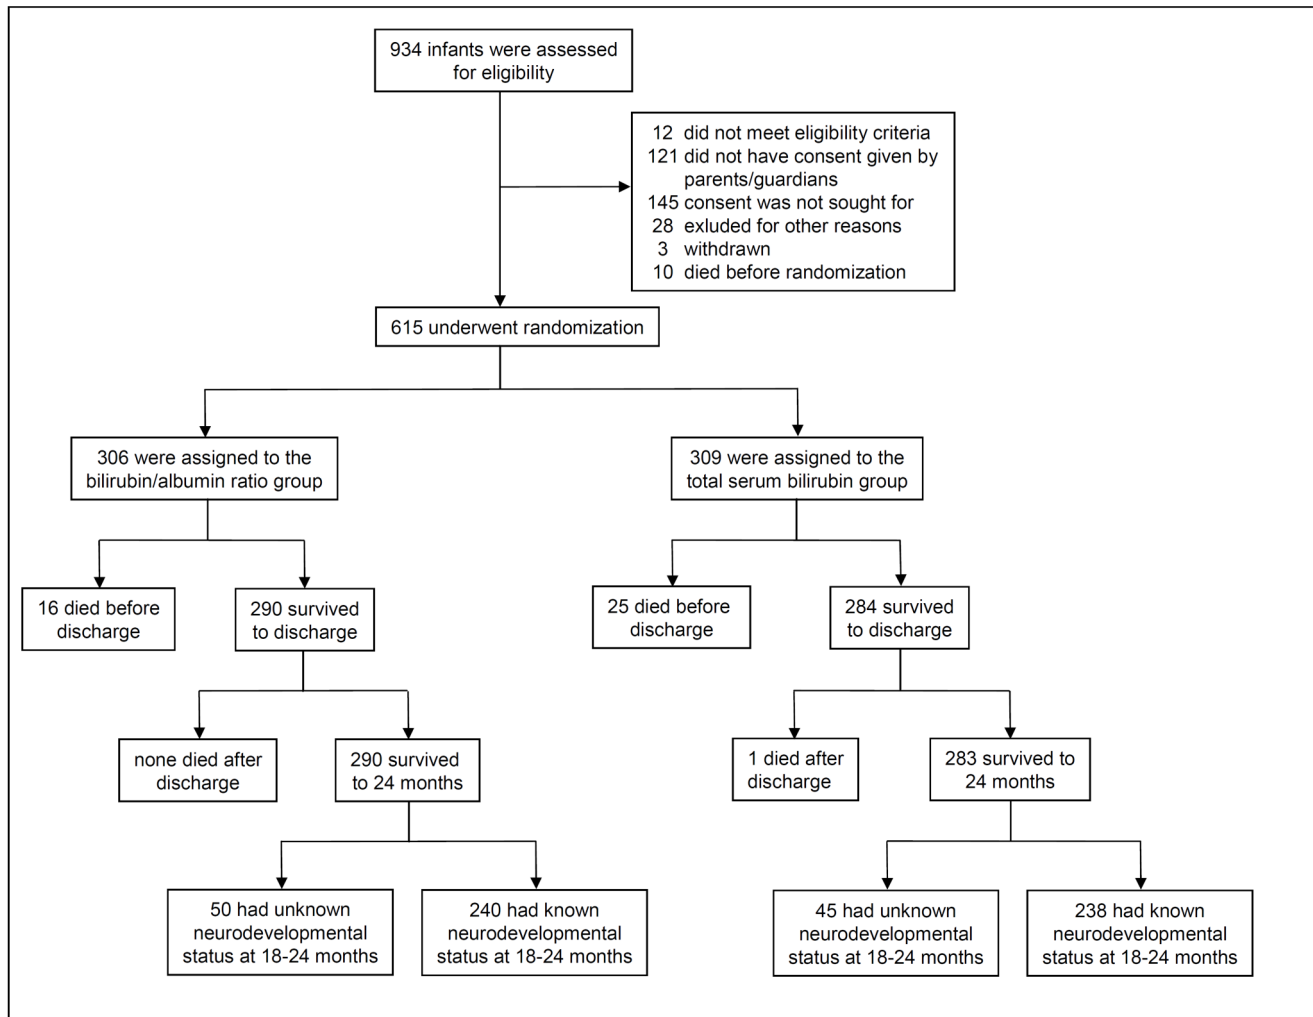 934 infants were assessed
for eligibility
12 did not meet eligibility criteria
121 did not have consent given by
parents/guardians
145 consent was not sought for
28 exluded for other reasons
3 withdrawn
10 died before randomization
615 underwent randomization
306 were assigned to the
bilirubin/albumin ratio group
309 were assigned to the
total serum bilirubin group
16 died before
discharge
290 survived
to discharge
25 died before
discharge
284 survived
to discharge
none died after
discharge
290 survived
to 24 months
1 died after
discharge
283 survived to
24 months
50 had unknown
neurodevelopmental
status at 18-24 months
240 had known
neurodevelopmental
status at 18-24 months
45 had unknown
neurodevelopmental
status at 18-24 months
238 had known
neurodevelopmental
status at 18-24 months